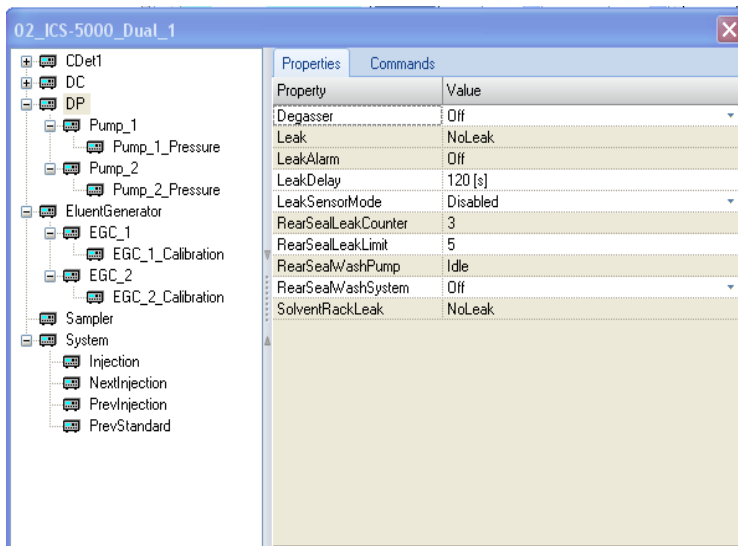 02_ICS-5000_Dual_1
CDet1
DC
DP
Pump_1
Pump_1_Pressure
Pump_2
Pump_2_Pressure
EluentGenerator
EGC_1
EGC_1_Calibration
EGC_2
EGC_2_Calibration
Sampler
System
Injection
NextInjection
PrevInjection
PrevStandard
Properties Commands
Property Value
Degasser Off
Leak NoLeak
LeakAlarm Off
LeakDelay 120 [s]
LeakSensorMode Disabled
RearSealLeakCounter 3
RearSealLeakLimit 5
RearSealWashPump Idle
RearSealWashSystem Off
SolventRackLeak NoLeak